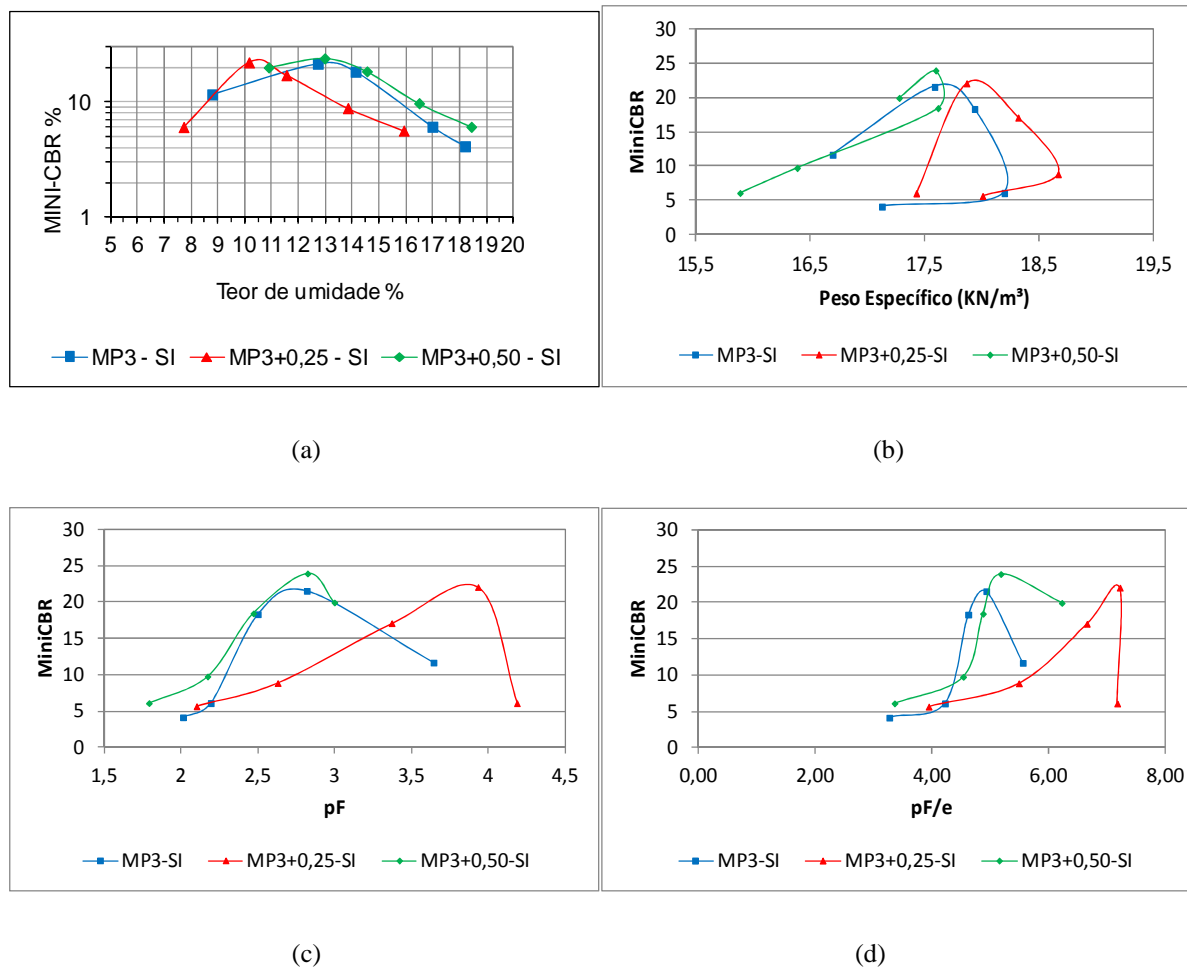 MINI-CBR %
10
1
5 6 7 8 9 10 11 12 13 14 15 16 17 18 19 20
Teor de umidade %
MP3 - SI MP3+0,25 - SI MP3+0,50 - SI
(a)
MiniCBR
30
25
20
15
10
5
0
15,5 16,5 17,5 18,5 19,5
Peso Específico (KN/m³)
MP3-SI MP3+0,25-SI MP3+0,50-SI
(b)
MiniCBR
30
25
20
15
10
5
0
1,5 2 2,5 3 3,5 4 4,5
pF
MP3-SI MP3+0,25-SI MP3+0,50-SI
(c)
MiniCBR
30
25
20
15
10
5
0
0,00 2,00 4,00 6,00 8,00
pF/e
MP3-SI MP3+0,25-SI MP3+0,50-SI
(d)